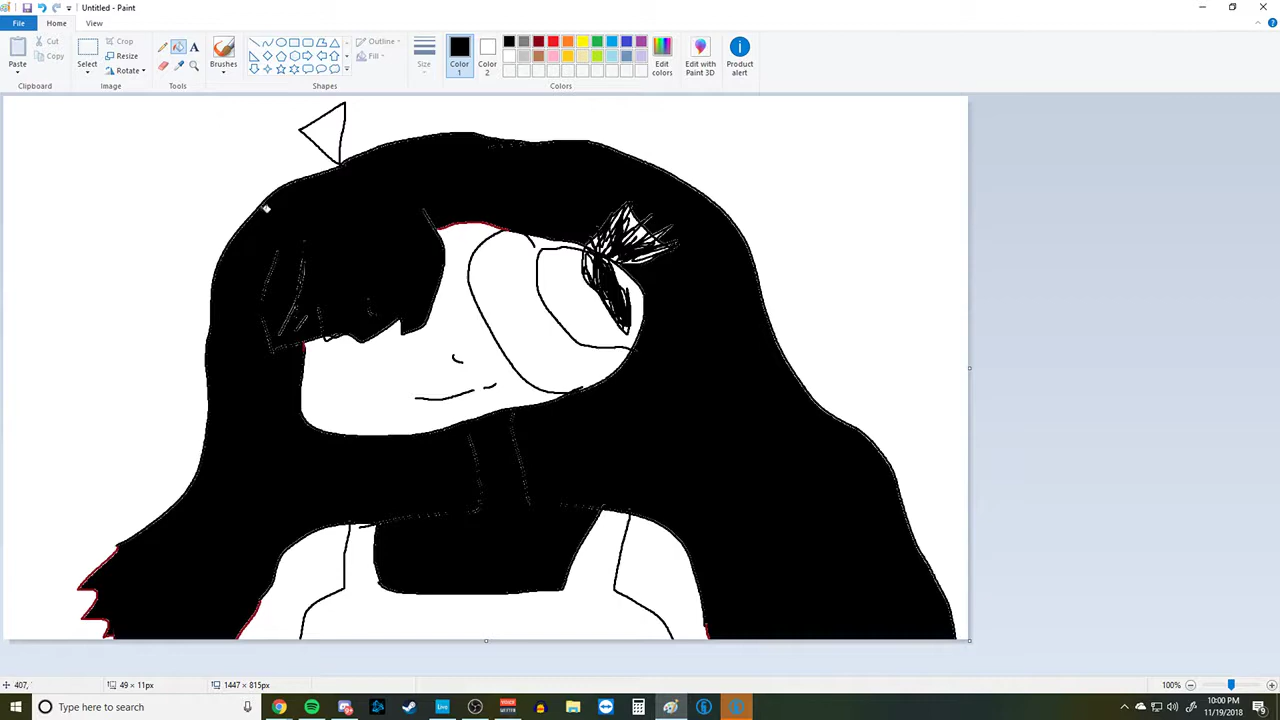 Untitled - Paint
File Home View
Paste
Cut
Copy
Clipboard
Select
Crop
Resize
Rotate
Image
A
Tools
Brushes
Outline
Fill
Shapes
Size
Color
1
Color
2
Edit
colors
Colors
Edit with
Paint 3D
Product
alert
407,
49 × 11px
1447 × 815px
100%
Type here to search
Live
10:00 PM
11/19/2018